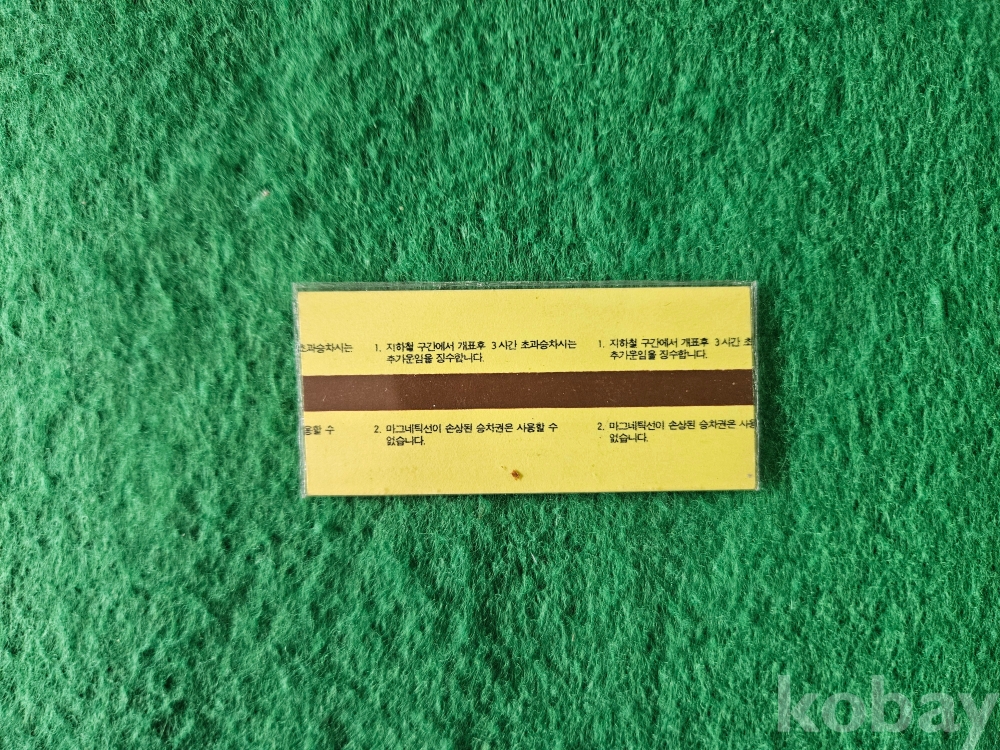 초과승차시는
1. 지하철 구간에서 개표후 3시간 초과승차시는
추가운임을 징수합니다.
1. 지하철 구간에서 개표후 3시간 초
추가운임을 징수합니다.
용할 수
2. 마그네틱선이 손상된 승차권은 사용할 수
없습니다.
2. 마그네틱선이 손상된 승차권은 사용
없습니다.
kobay